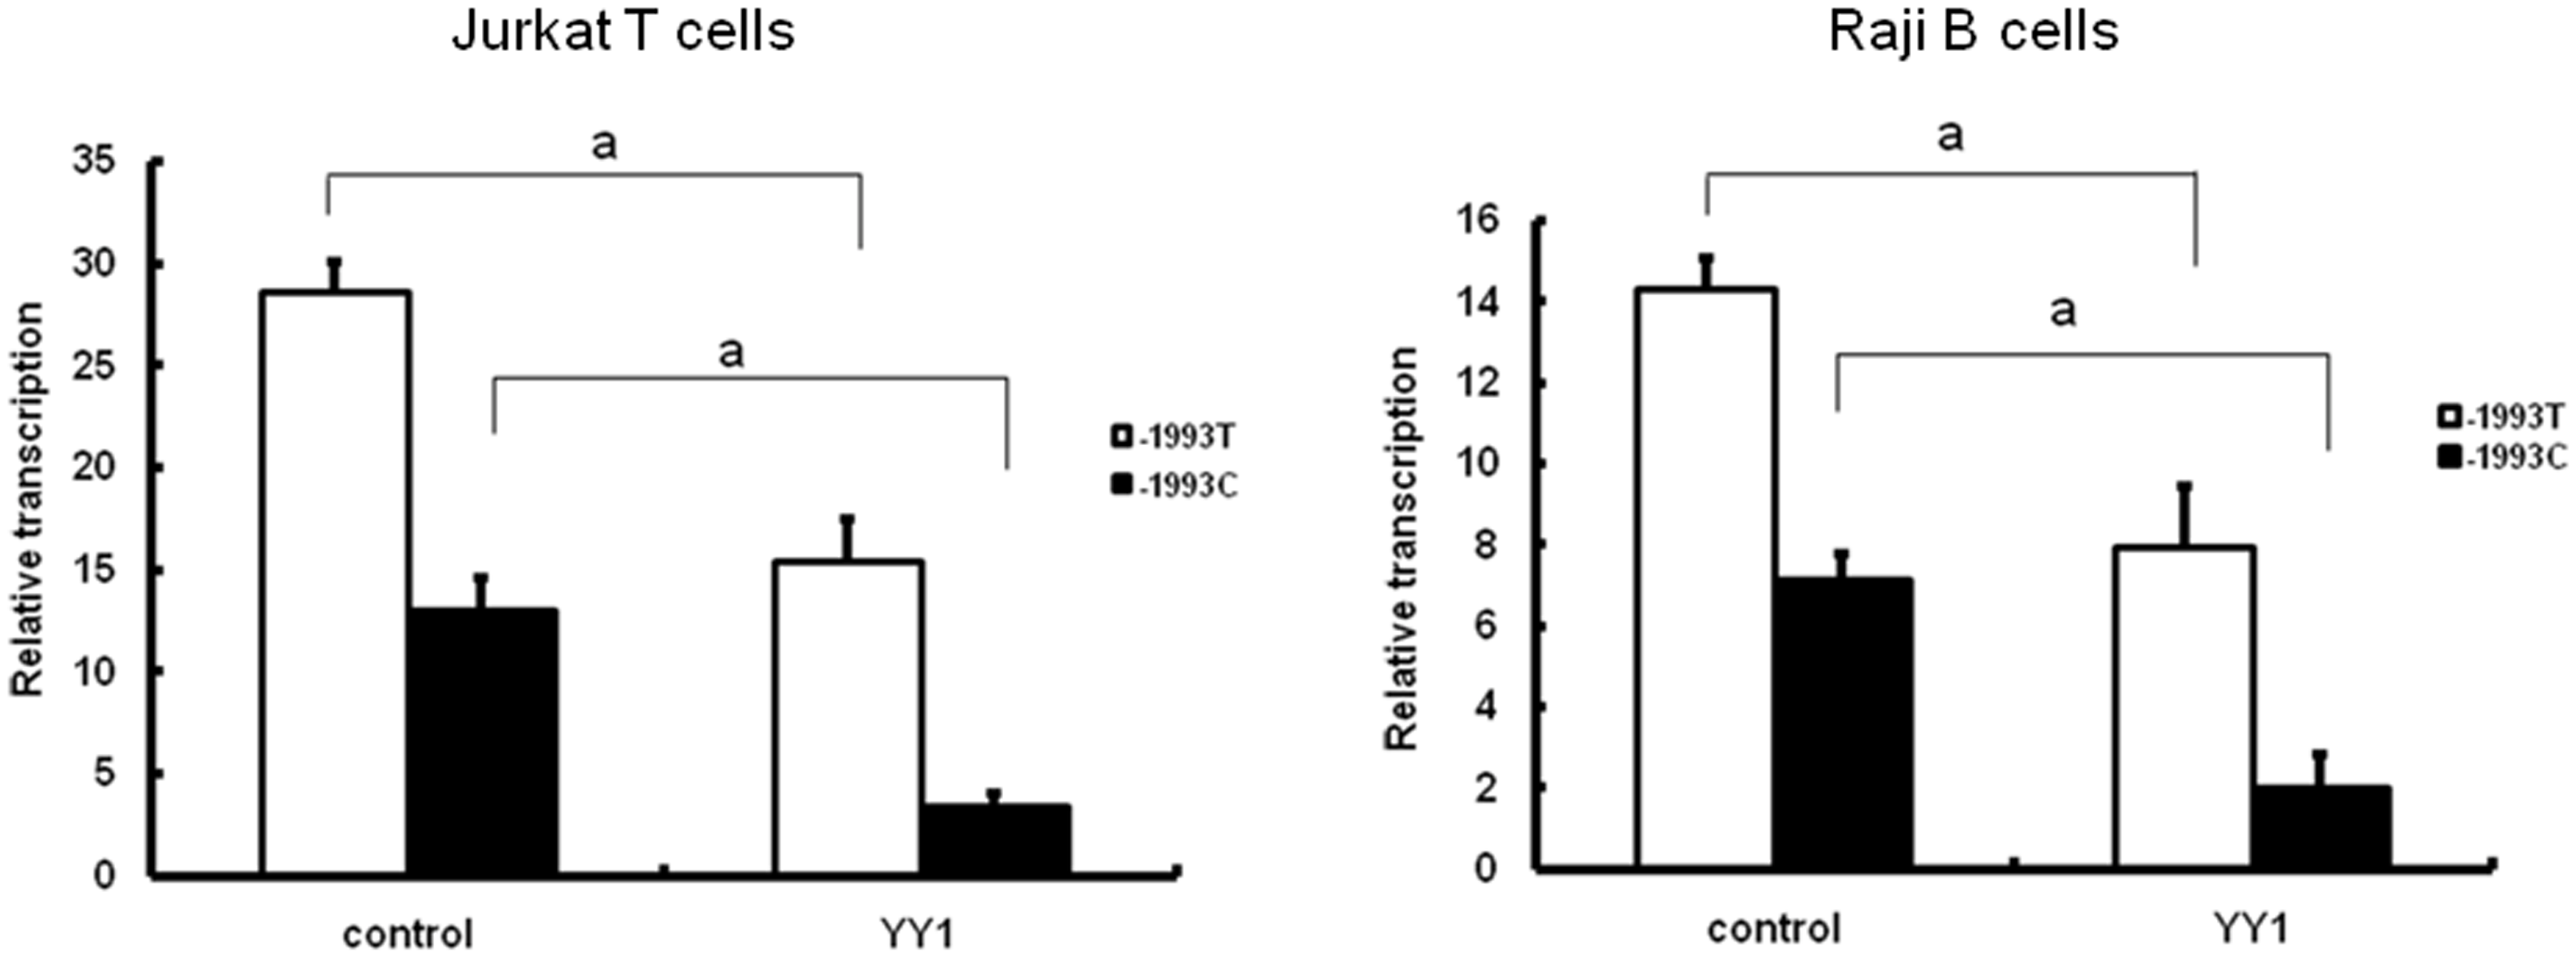 Jurkat T cells
Relative transcription
35
30
25
20
15
10
5
0
a
a
-1993T
-1993C
control
YY1
Raji B cells
Relative transcription
16
14
12
10
8
6
4
2
0
a
a
-1993T
-1993C
control
YY1